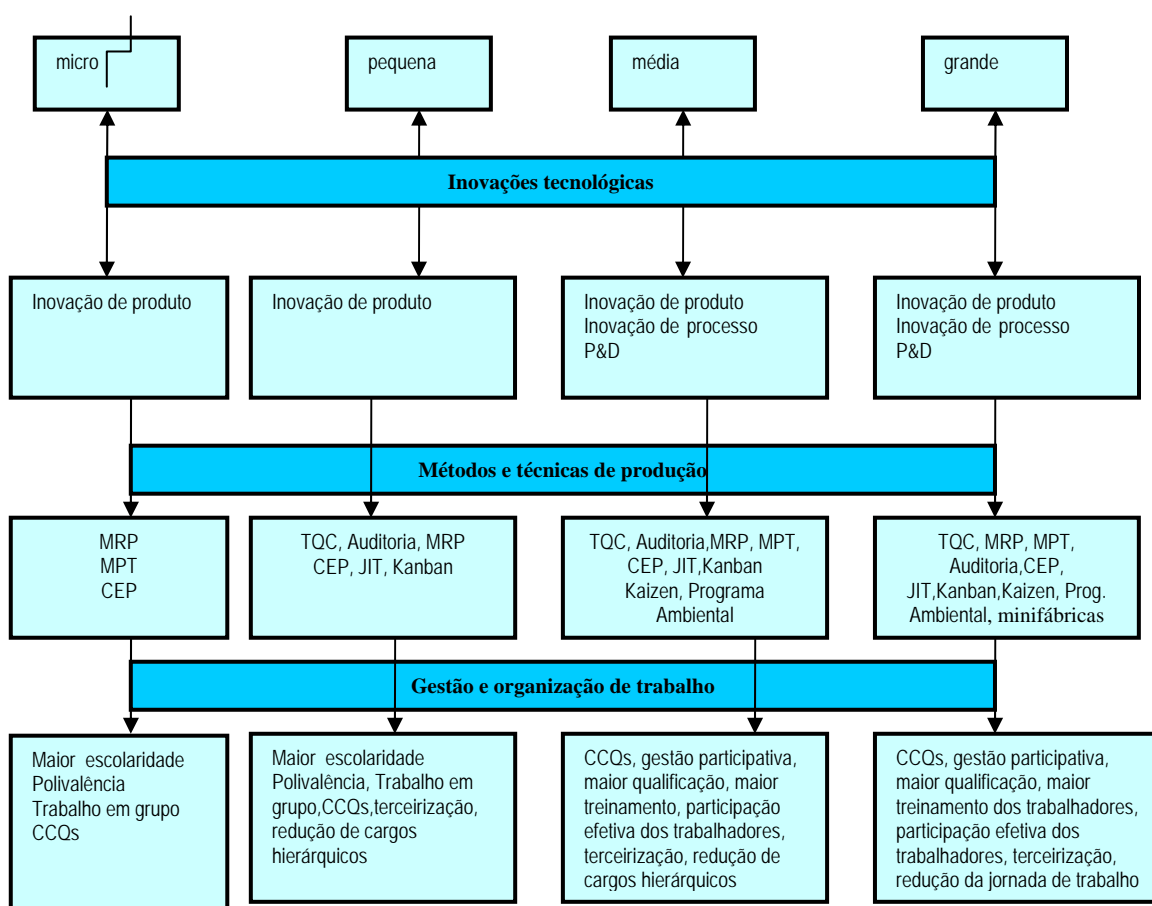 micro
pequena
média
grande
Inovações tecnológicas
Inovação de produto
Inovação de produto
Inovação de produto
Inovação de processo
P&D
Inovação de produto
Inovação de processo
P&D
Métodos e técnicas de produção
MRP
MPT
CEP
TQC, Auditoria, MRP
CEP, JIT, Kanban
TQC, Auditoria,MRP, MPT,
CEP, JIT,Kanban
Kaizen, Programa
Ambiental
TQC, MRP, MPT,
Auditoria,CEP,
JIT,Kanban,Kaizen, Prog.
Ambiental, minifábricas
Gestão e organização de trabalho
Maior escolaridade
Polivalência
Trabalho em grupo
CCQs
Maior escolaridade
Polivalência, Trabalho em
grupo,CCQs,terceirização,
redução de cargos
hierárquicos
CCQs, gestão participativa,
maior qualificação, maior
treinamento, participação
efetiva dos trabalhadores,
terceirização, redução de
cargos hierárquicos
CCQs, gestão participativa,
maior qualificação, maior
treinamento dos trabalhadores,
participação efetiva dos
trabalhadores, terceirização,
redução da jornada de trabalho